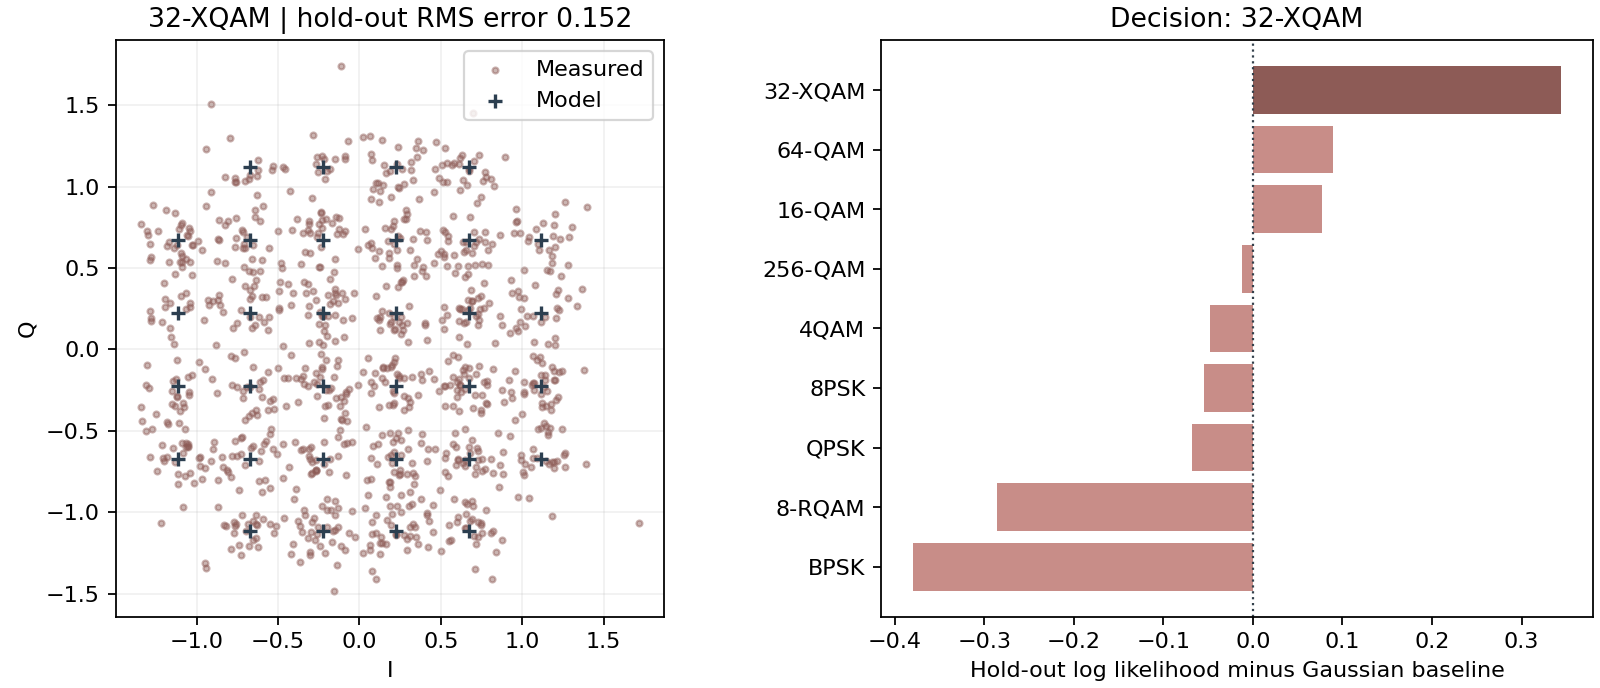 32-XQAM | hold-out RMS error 0.152
Measured
Model
1.5
1.0
0.5
0.0
−0.5
−1.0
−1.5
Q
−1.0
−0.5
0.0
0.5
1.0
1.5
I
Decision: 32-XQAM
32-XQAM
64-QAM
16-QAM
256-QAM
4QAM
8PSK
QPSK
8-RQAM
BPSK
−0.4
−0.3
−0.2
−0.1
0.0
0.1
0.2
0.3
Hold-out log likelihood minus Gaussian baseline